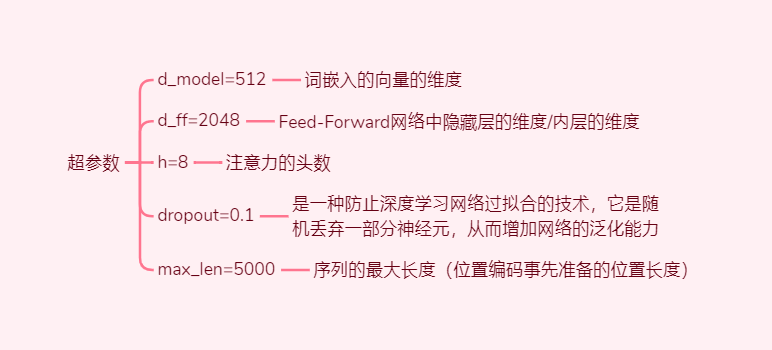 d_model=512 词嵌入的向量的维度
d_ff=2048 Feed-Forward网络中隐藏层的维度/内层的维度
超参数 h=8 注意力的头数
dropout=0.1 是一种防止深度学习网络过拟合的技术，它是随
机丢弃一部分神经元，从而增加网络的泛化能力
max_len=5000 序列的最大长度（位置编码事先准备的位置长度）